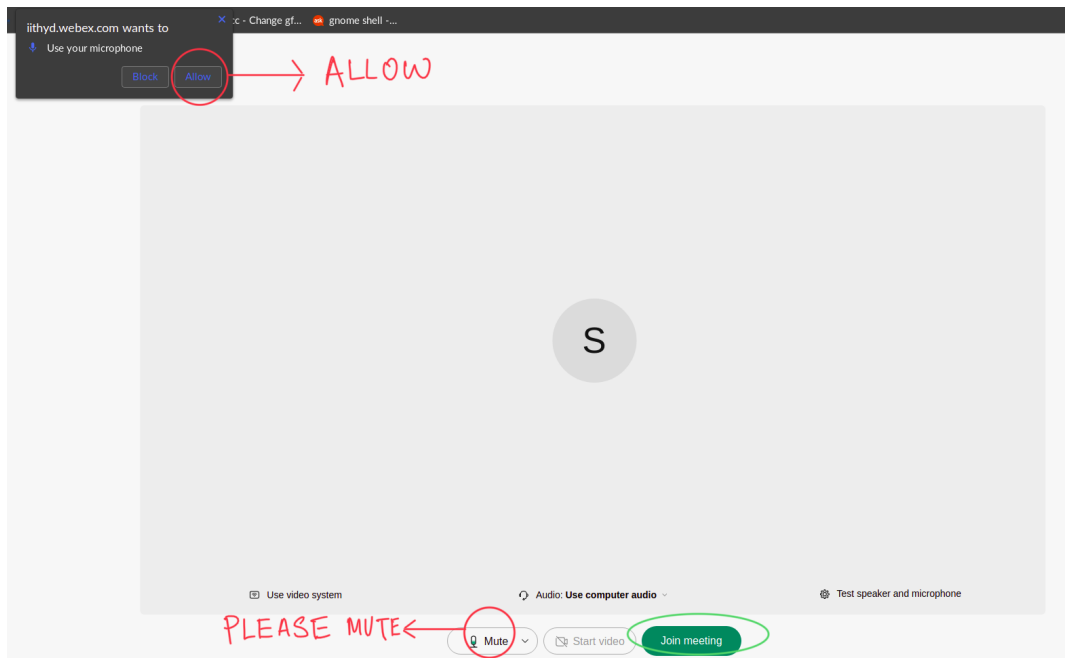 iithyd.webex.com wants to
Use your microphone
Block Allow
:c - Change gf... ask gnome shell -...
ALLOW
S
Use video system
Audio: Use computer audio
Test speaker and microphone
PLEASE MUTE
Mute
Start video
Join meeting